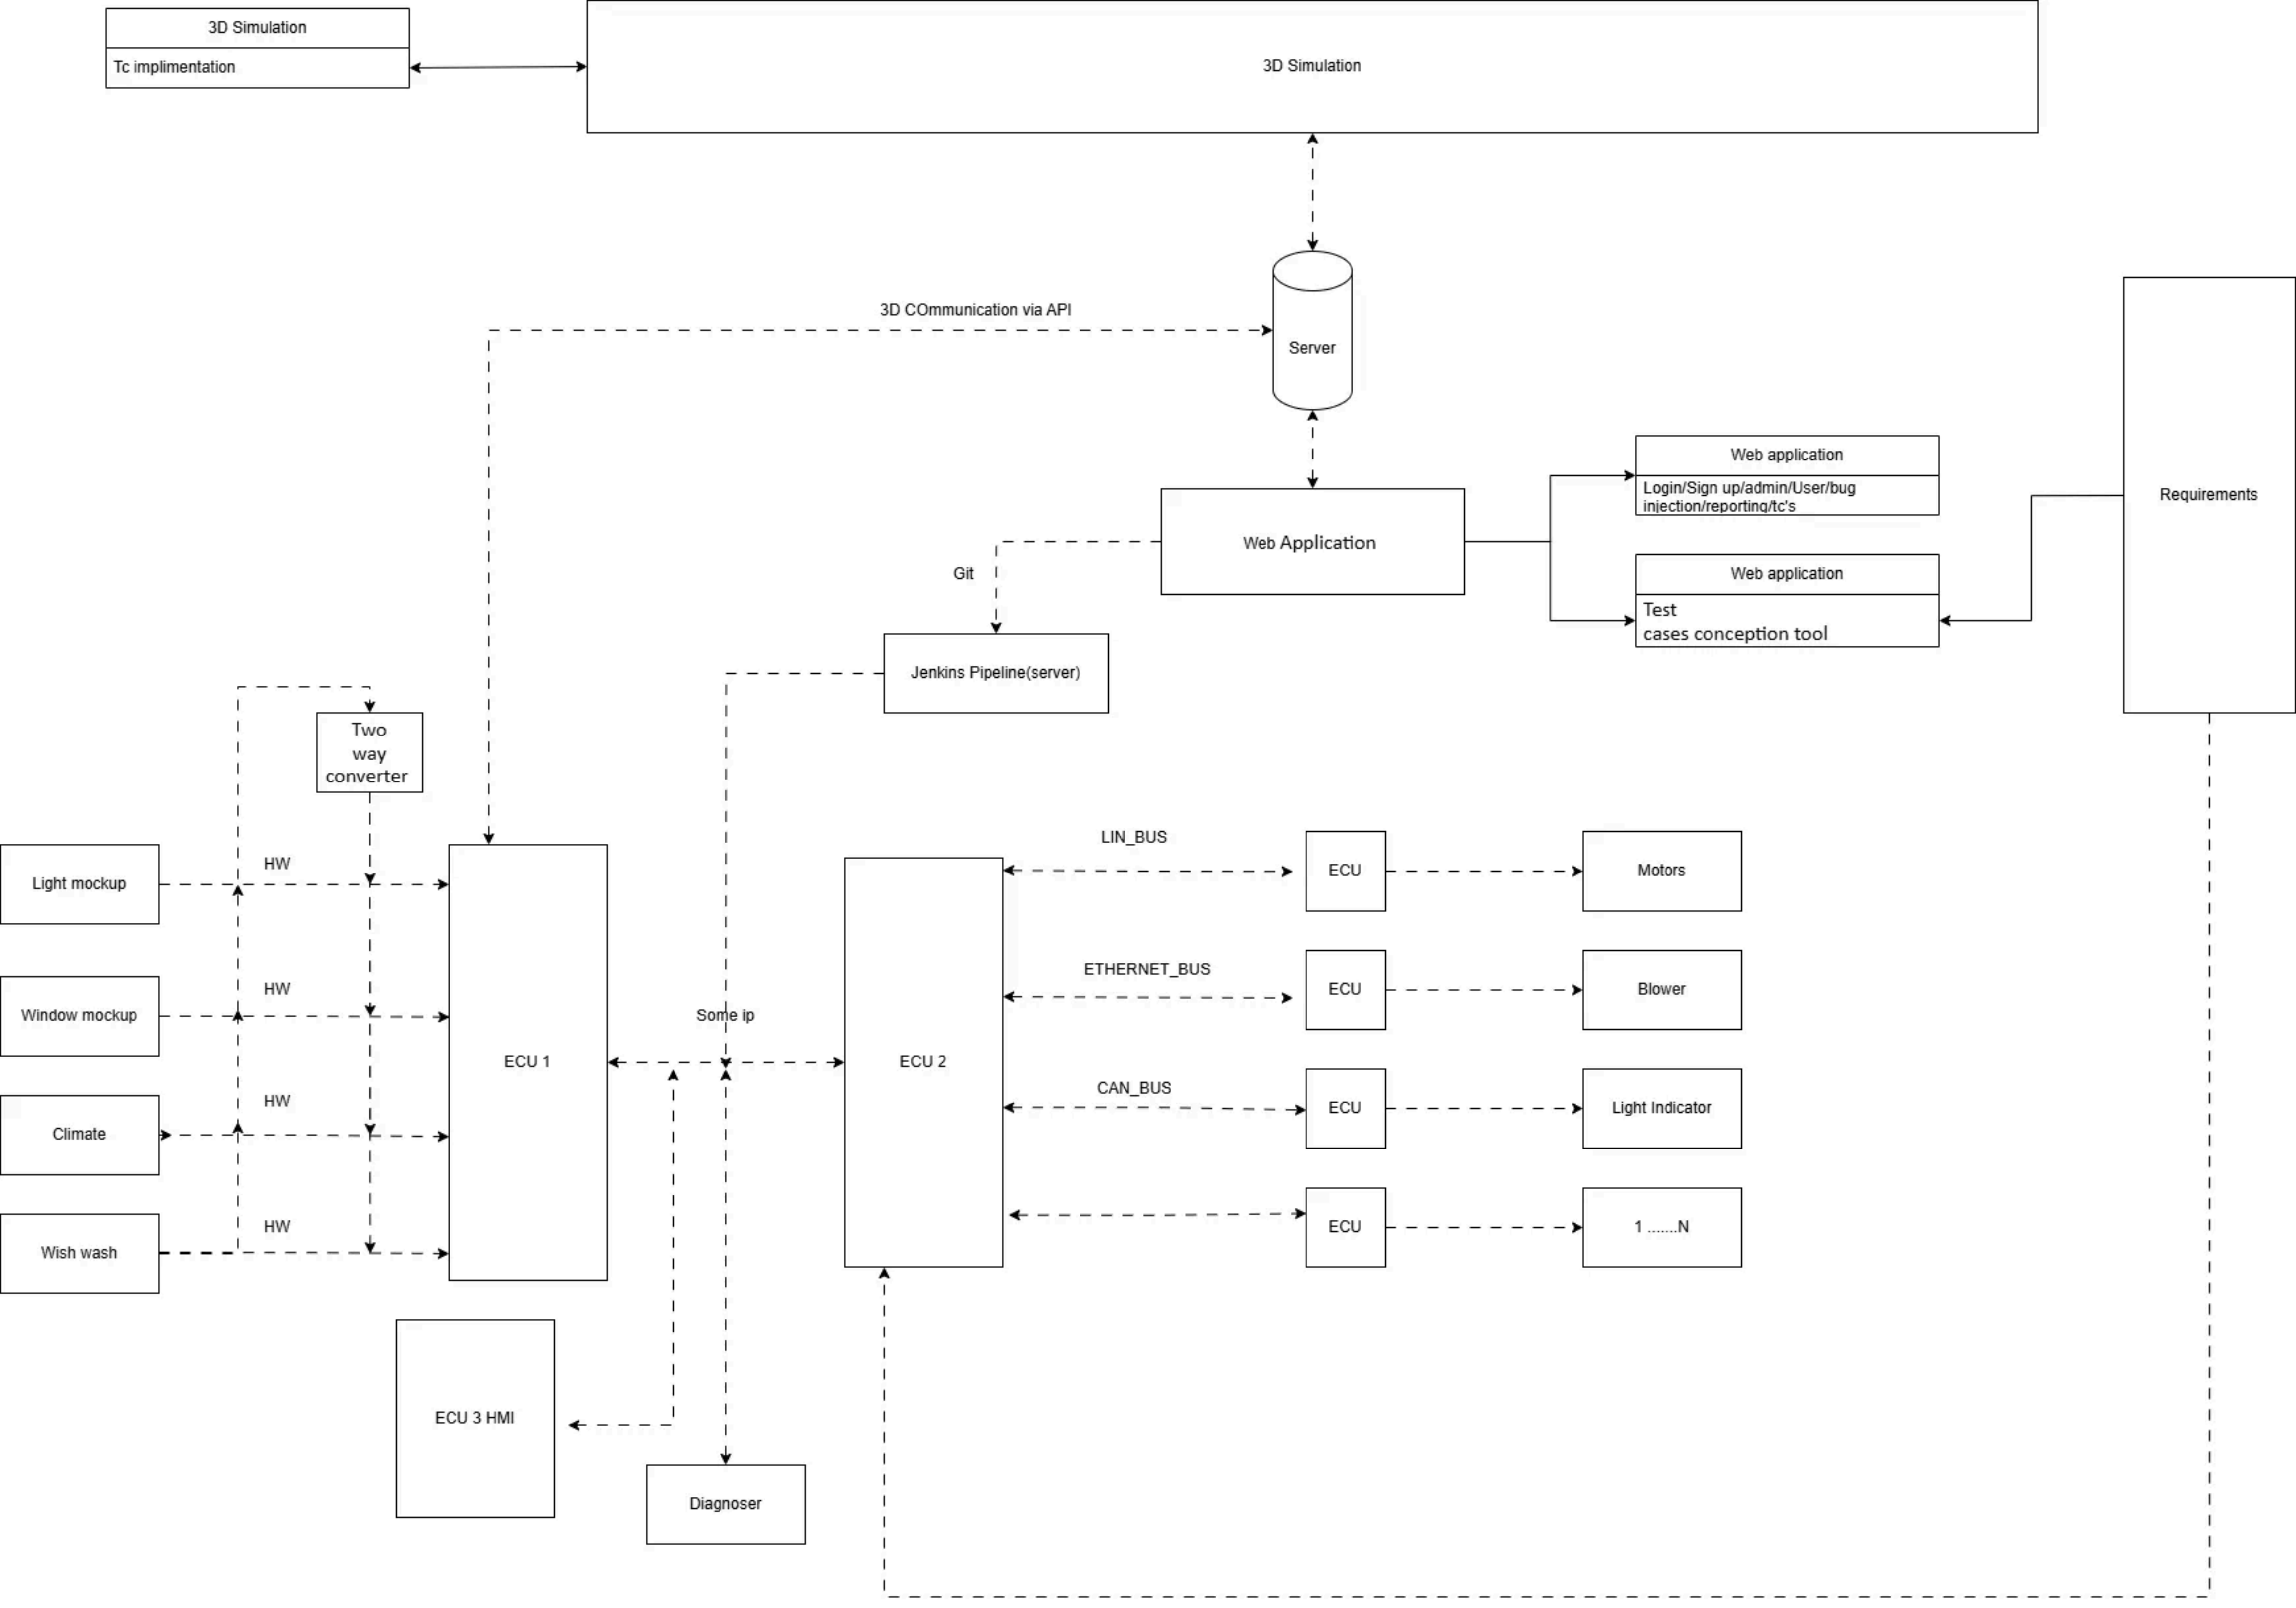 3D Simulation
Tc implimentation
3D Simulation
3D COmmunication via API
Server
Web application
Login/Sign up/admin/User/bug
injection/reporting/tc's
Requirements
Web Application
Git
Web application
Test
cases conception tool
Jenkins Pipeline(server)
Two
way
converter
LIN_BUS
HW
Light mockup
ECU
Motors
ETHERNET_BUS
HW
Window mockup
Some ip
ECU
Blower
ECU 1
ECU 2
CAN_BUS
HW
Climate
ECU
Light Indicator
HW
Wish wash
ECU
1 .......N
ECU 3 HMI
Diagnoser